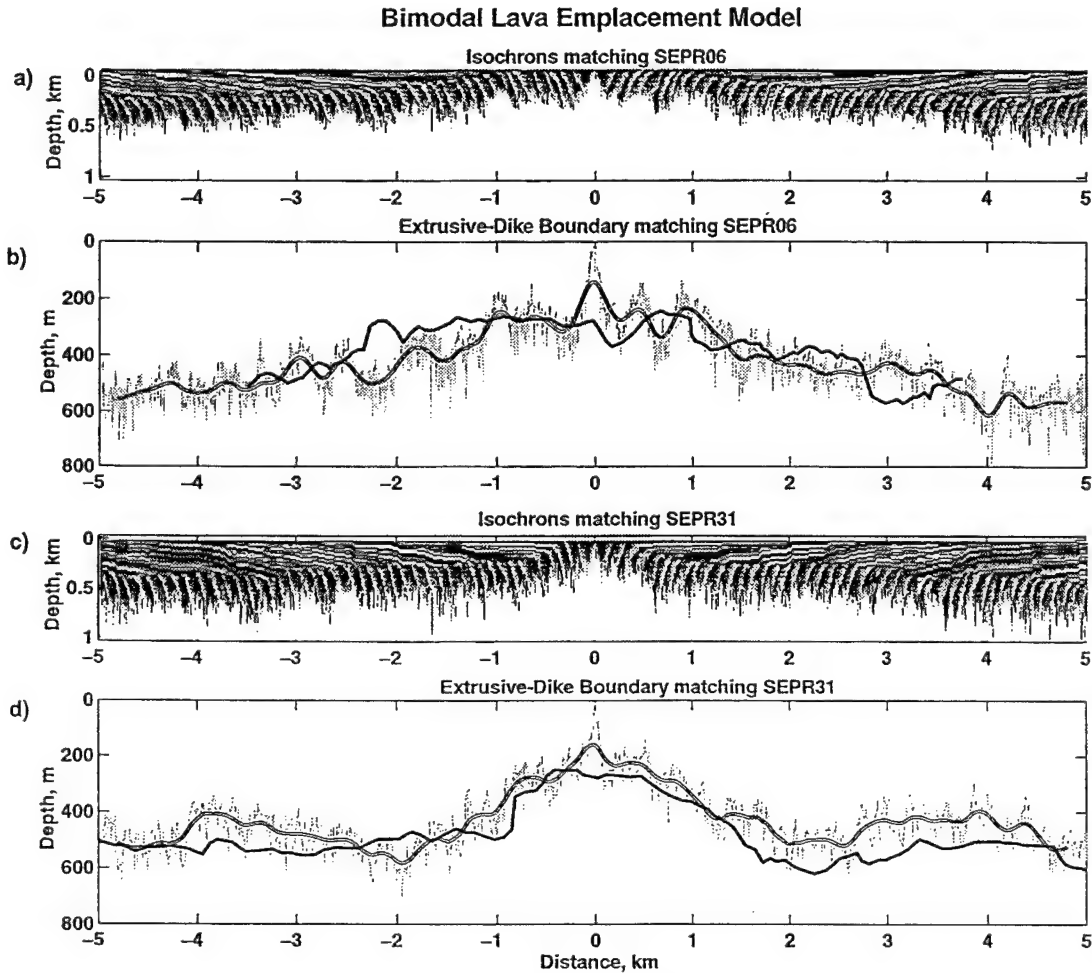 Bimodal Lava Emplacement Model
Isochrons matching SEPR06
a)
Depth, km
0
0.5
1
−5 −4 −3 −2 −1 0 1 2 3 4 5
Extrusive-Dike Boundary matching SEPR06
b)
Depth, m
0
200
400
600
800
−5 −4 −3 −2 −1 0 1 2 3 4 5
Isochrons matching SEPR31
c)
Depth, km
0
0.5
1
−5 −4 −3 −2 −1 0 1 2 3 4 5
Extrusive-Dike Boundary matching SEPR31
d)
Depth, m
0
200
400
600
800
−5 −4 −3 −2 −1 0 1 2 3 4 5
Distance, km